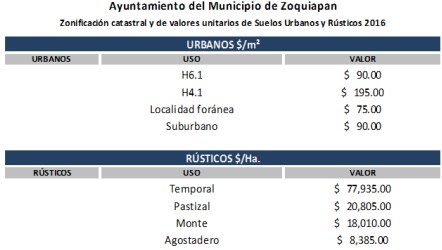 Ayuntamiento del Municipio de Zoquiapan
Zonificación catastral y de valores unitarios de Suelos Urbanos y Rústicos 2016
URBANOS $/m²
URBANOS USO VALOR
H6.1 $ 90.00
H4.1 $ 195.00
Localidad foránea $ 75.00
Suburbano $ 90.00
RÚSTICOS $/Ha.
RÚSTICOS USO VALOR
Temporal $ 77,935.00
Pastizal $ 20,805.00
Monte $ 18,010.00
Agostadero $ 8,385.00